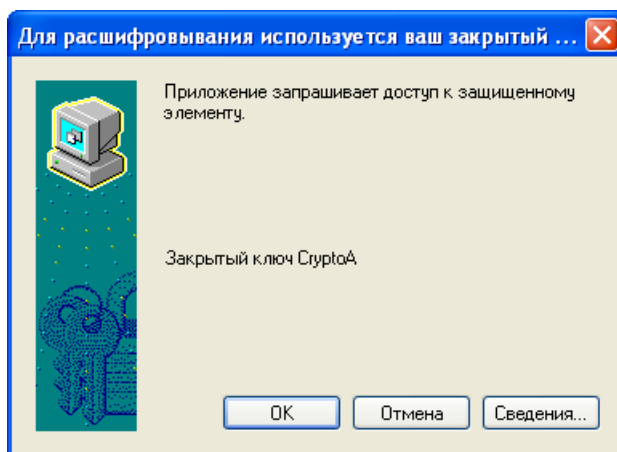 Для расшифровывания используется ваш закрытый ...
Приложение запрашивает доступ к защищенному
элементу.
Закрытый ключ CryptoA
OK
Отмена
Сведения...